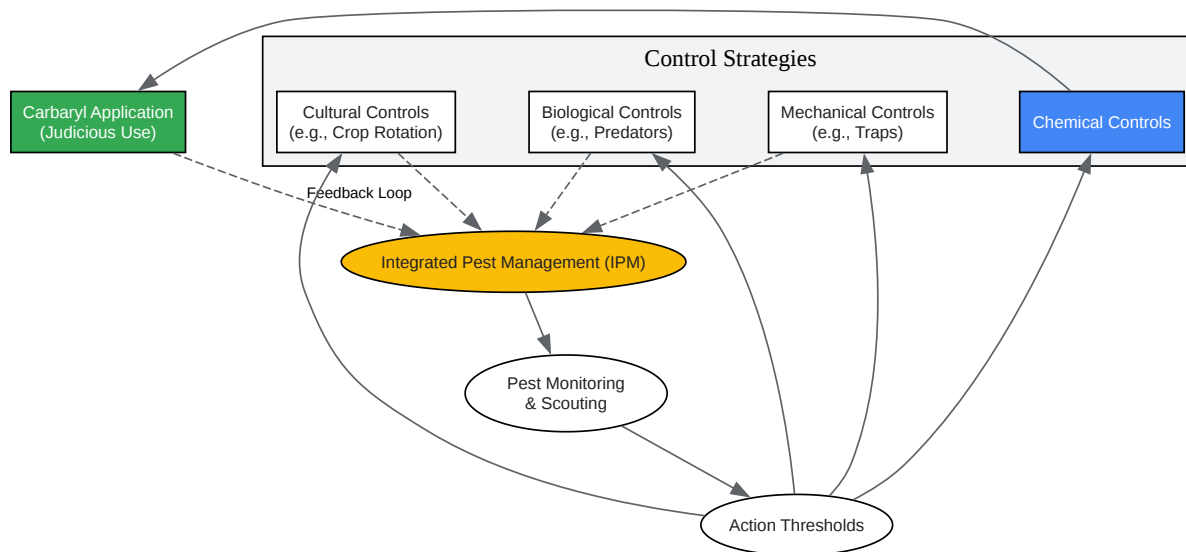 Control Strategies
Carbaryl Application
(Judicious Use)
Cultural Controls
(e.g., Crop Rotation)
Biological Controls
(e.g., Predators)
Mechanical Controls
(e.g., Traps)
Chemical Controls
Feedback Loop
Integrated Pest Management (IPM)
Pest Monitoring
& Scouting
Action Thresholds